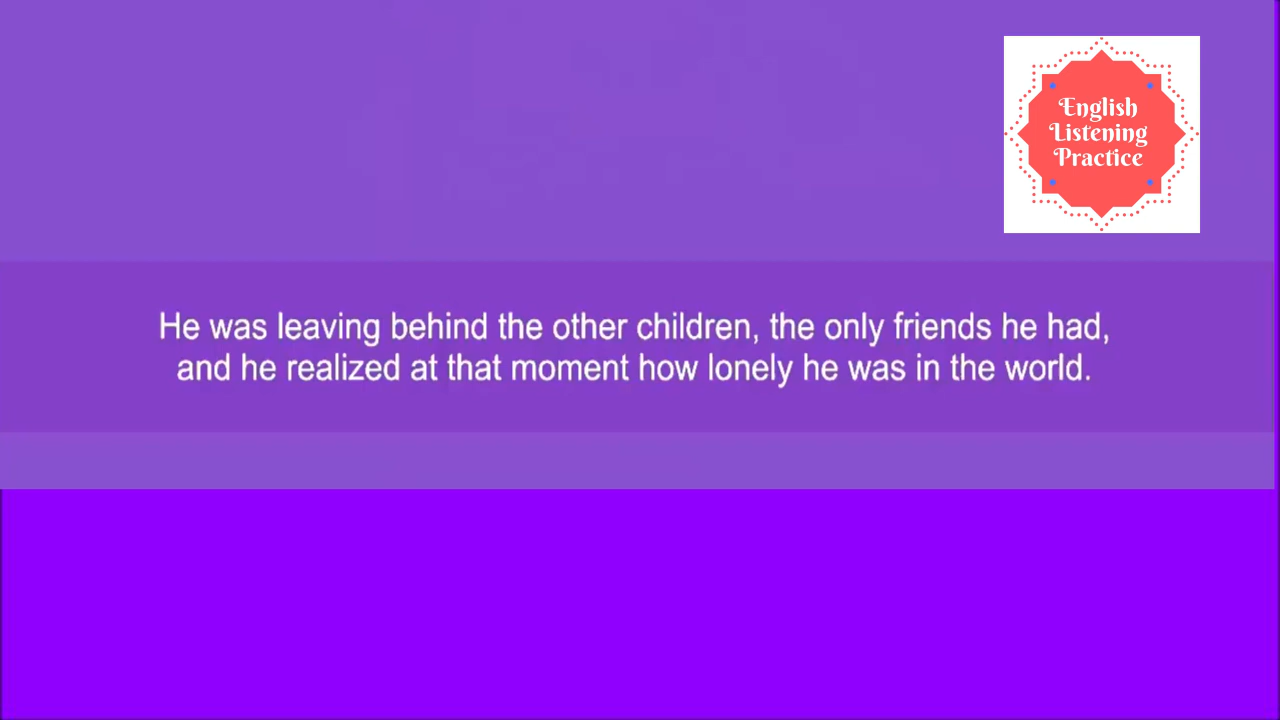 English
Listening
Practice
He was leaving behind the other children, the only friends he had,
and he realized at that moment how lonely he was in the world.